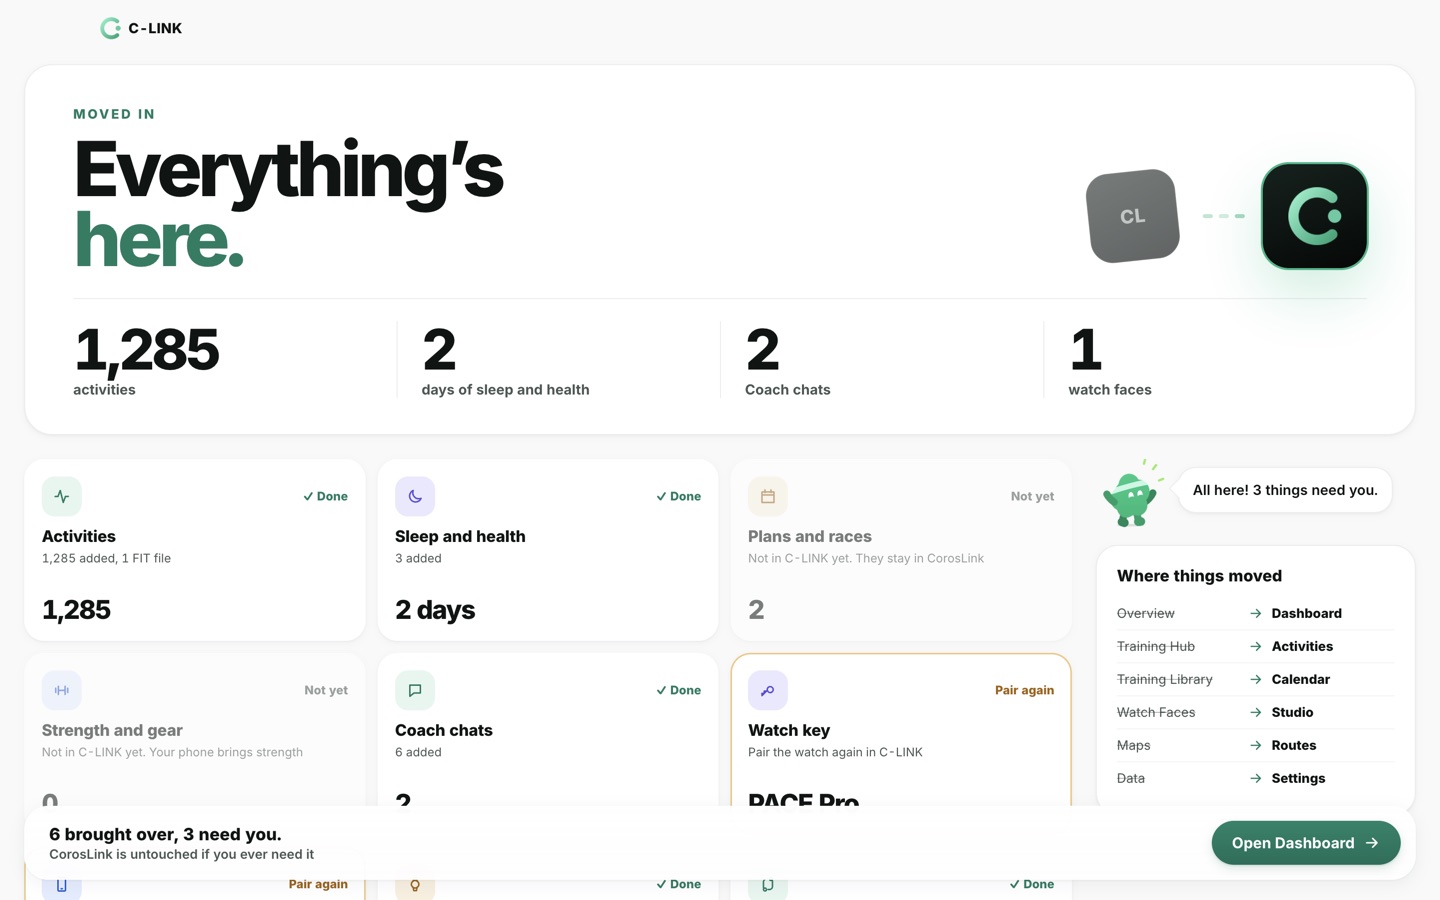 C-LINK
MOVED IN
Everything's
here.
CL
1,285
activities
2
days of sleep and health
2
Coach chats
1
watch faces
Done
Activities
1,285 added, 1 FIT file
1,285
Done
Sleep and health
3 added
2 days
Not yet
Plans and races
Not in C-LINK yet. They stay in CorosLink
2
All here! 3 things need you.
Where things moved
Overview → Dashboard
Training Hub → Activities
Training Library → Calendar
Watch Faces → Studio
Maps → Routes
Data → Settings
Not yet
Strength and gear
Not in C-LINK yet. Your phone brings strength
0
Done
Coach chats
6 added
2
Pair again
Watch key
Pair the watch again in C-LINK
PACE Pro
6 brought over, 3 need you.
CorosLink is untouched if you ever need it
Open Dashboard →
Pair again
Done
Done